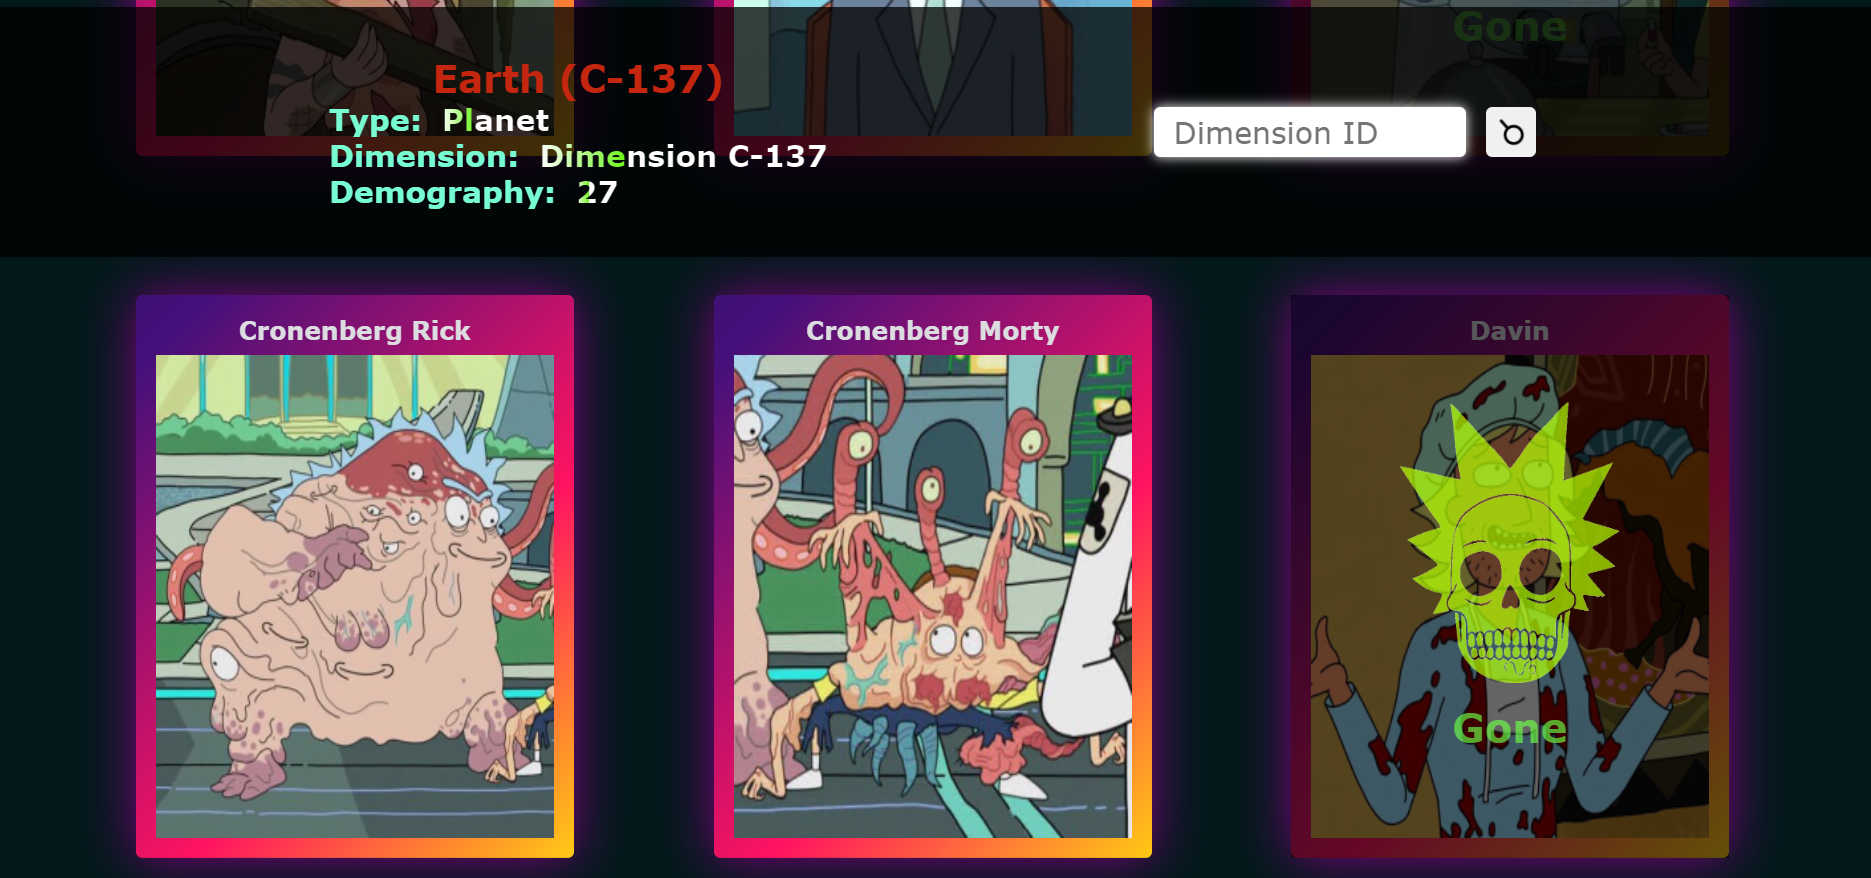 Gone
Earth (C-137)
Type: Planet
Dimension: Dimension C-137
Demography: 27
Dimension ID
Cronenberg Rick
Cronenberg Morty
Davin
Gone